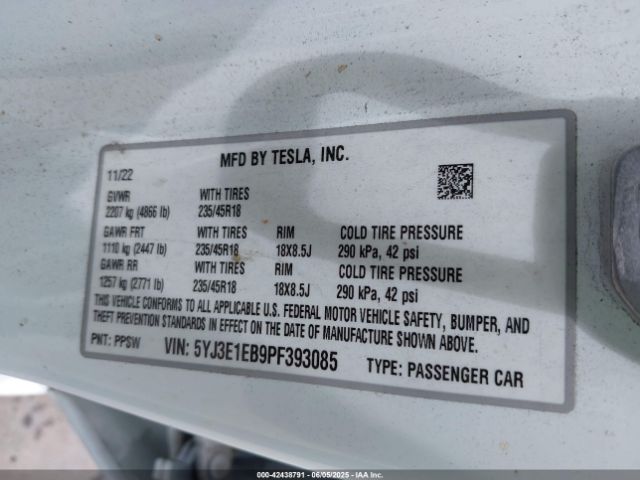 MFD BY TESLA, INC.
11/22
GVWR WITH TIRES
2207 kg (4866 lb) 235/45R18
GAWR FRT WITH TIRES RIM COLD TIRE PRESSURE
1110 kg (2447 lb) 235/45R18 18X8.5J 290 kPa, 42 psi
GAWR RR WITH TIRES RIM COLD TIRE PRESSURE
1257 kg (2771 lb) 235/45R18 18X8.5J 290 kPa, 42 psi
THIS VEHICLE CONFORMS TO ALL APPLICABLE U.S. FEDERAL MOTOR VEHICLE SAFETY, BUMPER, AND
THEFT PREVENTION STANDARDS IN EFFECT ON THE DATE OF MANUFACTURE SHOWN ABOVE.
PNT: PPSW VIN: 5YJ3E1EB9PF393085 TYPE: PASSENGER CAR
000-42438791 - 06/05/2025 - IAAI.com